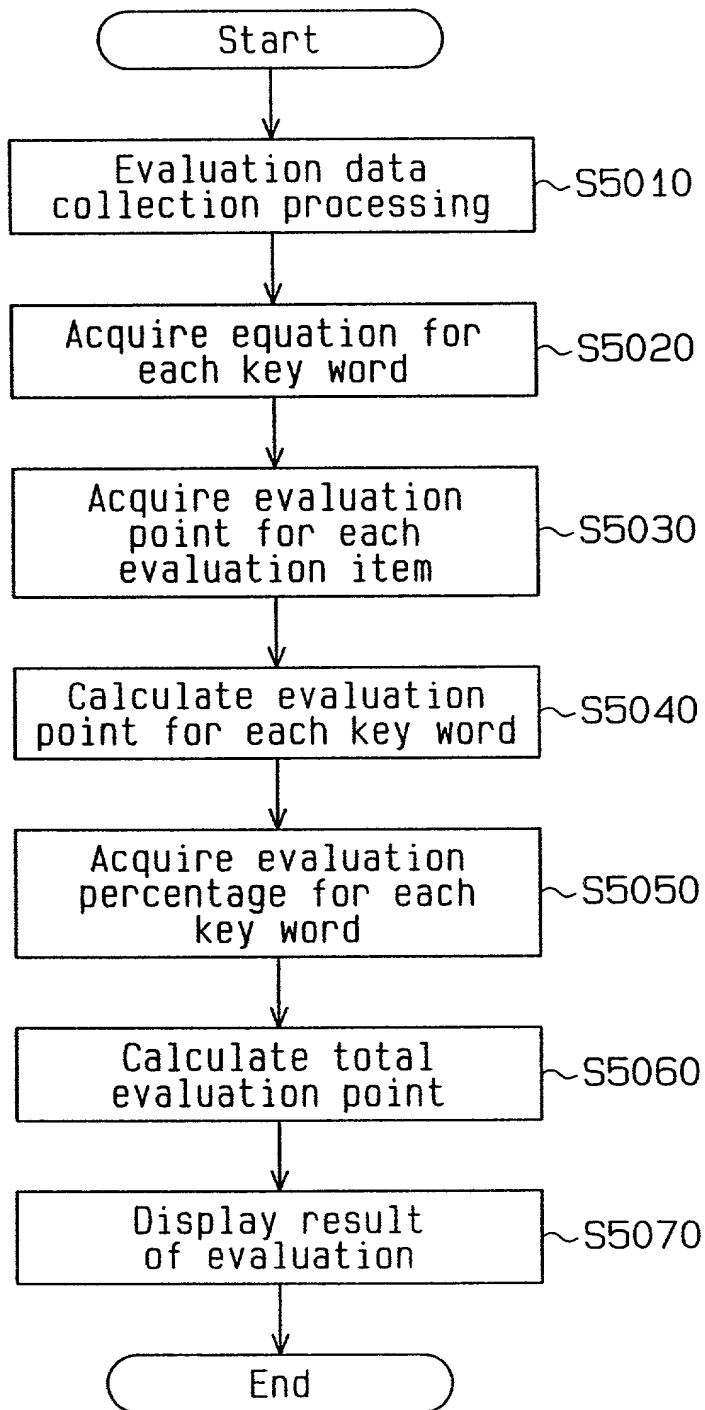 Start
Evaluation data
collection processing
S5010
Acquire equation for
each key word
S5020
Acquire evaluation
point for each
evaluation item
S5030
Calculate evaluation
point for each key word
S5040
Acquire evaluation
percentage for each
key word
S5050
Calculate total
evaluation point
S5060
Display result
of evaluation
S5070
End